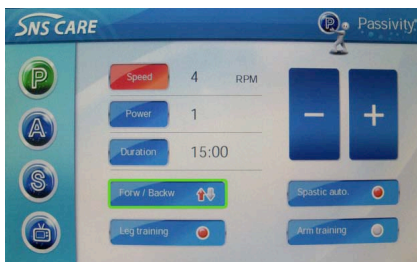 SNS CARE
P Passivity
P
Speed 4 RPM
Power 1
A
Duration 15:00
− +
S
Forw / Backw
Spastic auto.
Leg training
Arm training